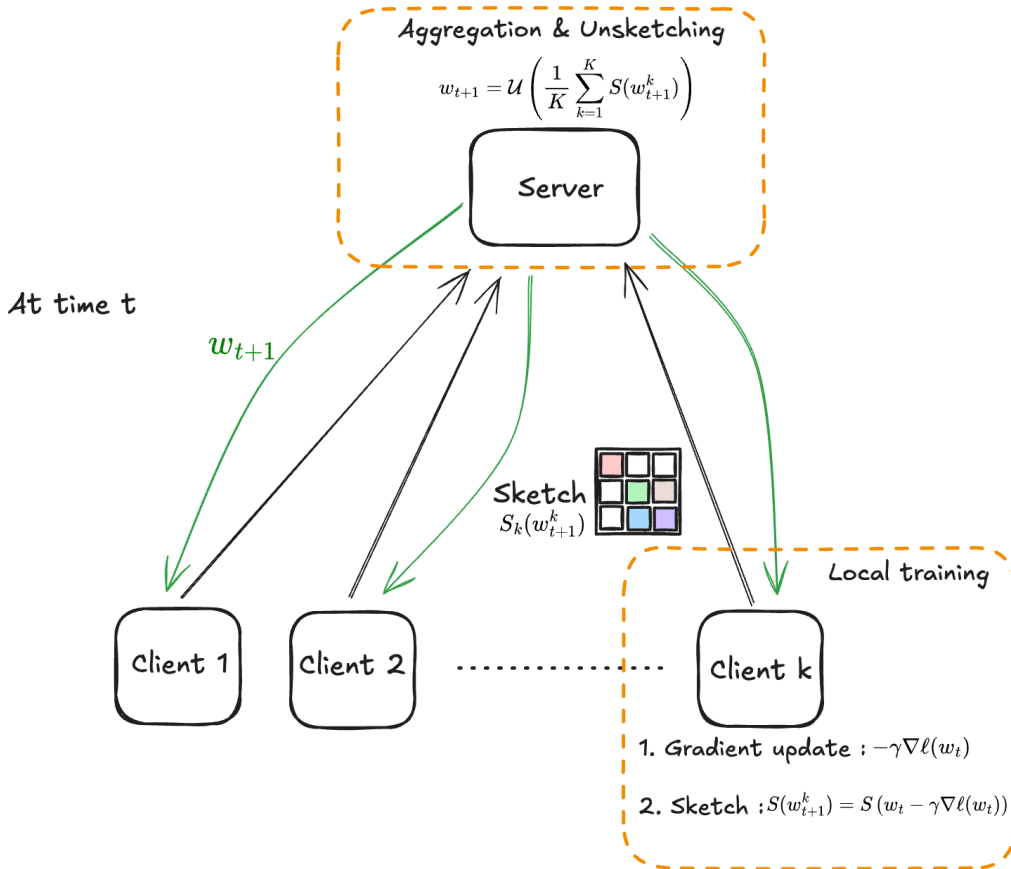 Aggregation & Unsketching
$w_{t+1} = \mathcal{U}\left(\frac{1}{K}\sum_{k=1}^{K} S(w_{t+1}^{k})\right)$
Server
At time t
$w_{t+1}$
Sketch
$S_k(w_{t+1}^{k})$
Local training
Client 1
Client 2
Client k
1. Gradient update : $-\gamma\nabla\ell(w_t)$
2. Sketch : $S(w_{t+1}^{k}) = S(w_t - \gamma\nabla\ell(w_t))$